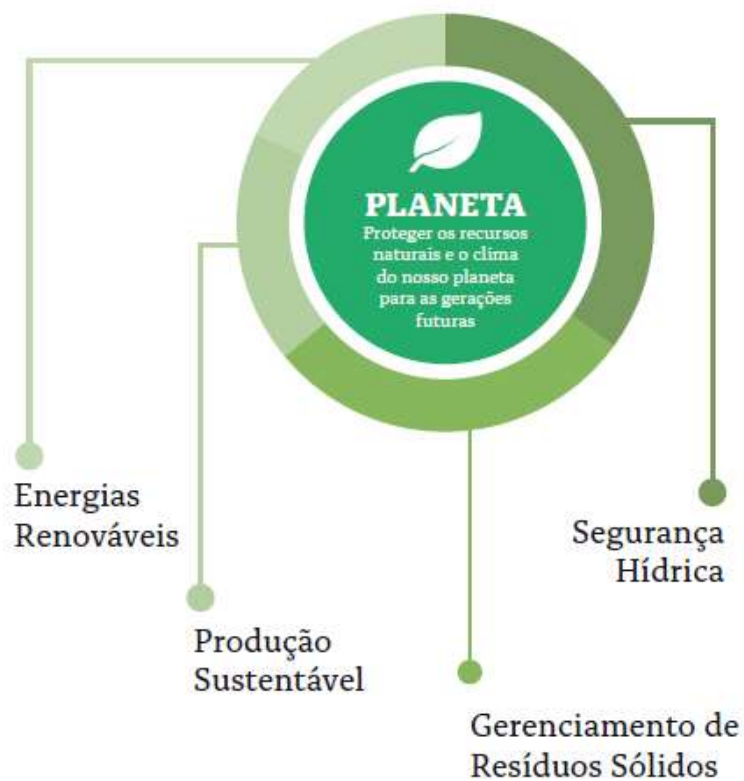 PLANETA
Proteger os recursos
naturais e o clima
do nosso planeta
para as gerações
futuras
Energias
Renováveis
Segurança
Hídrica
Produção
Sustentável
Gerenciamento de
Resíduos Sólidos